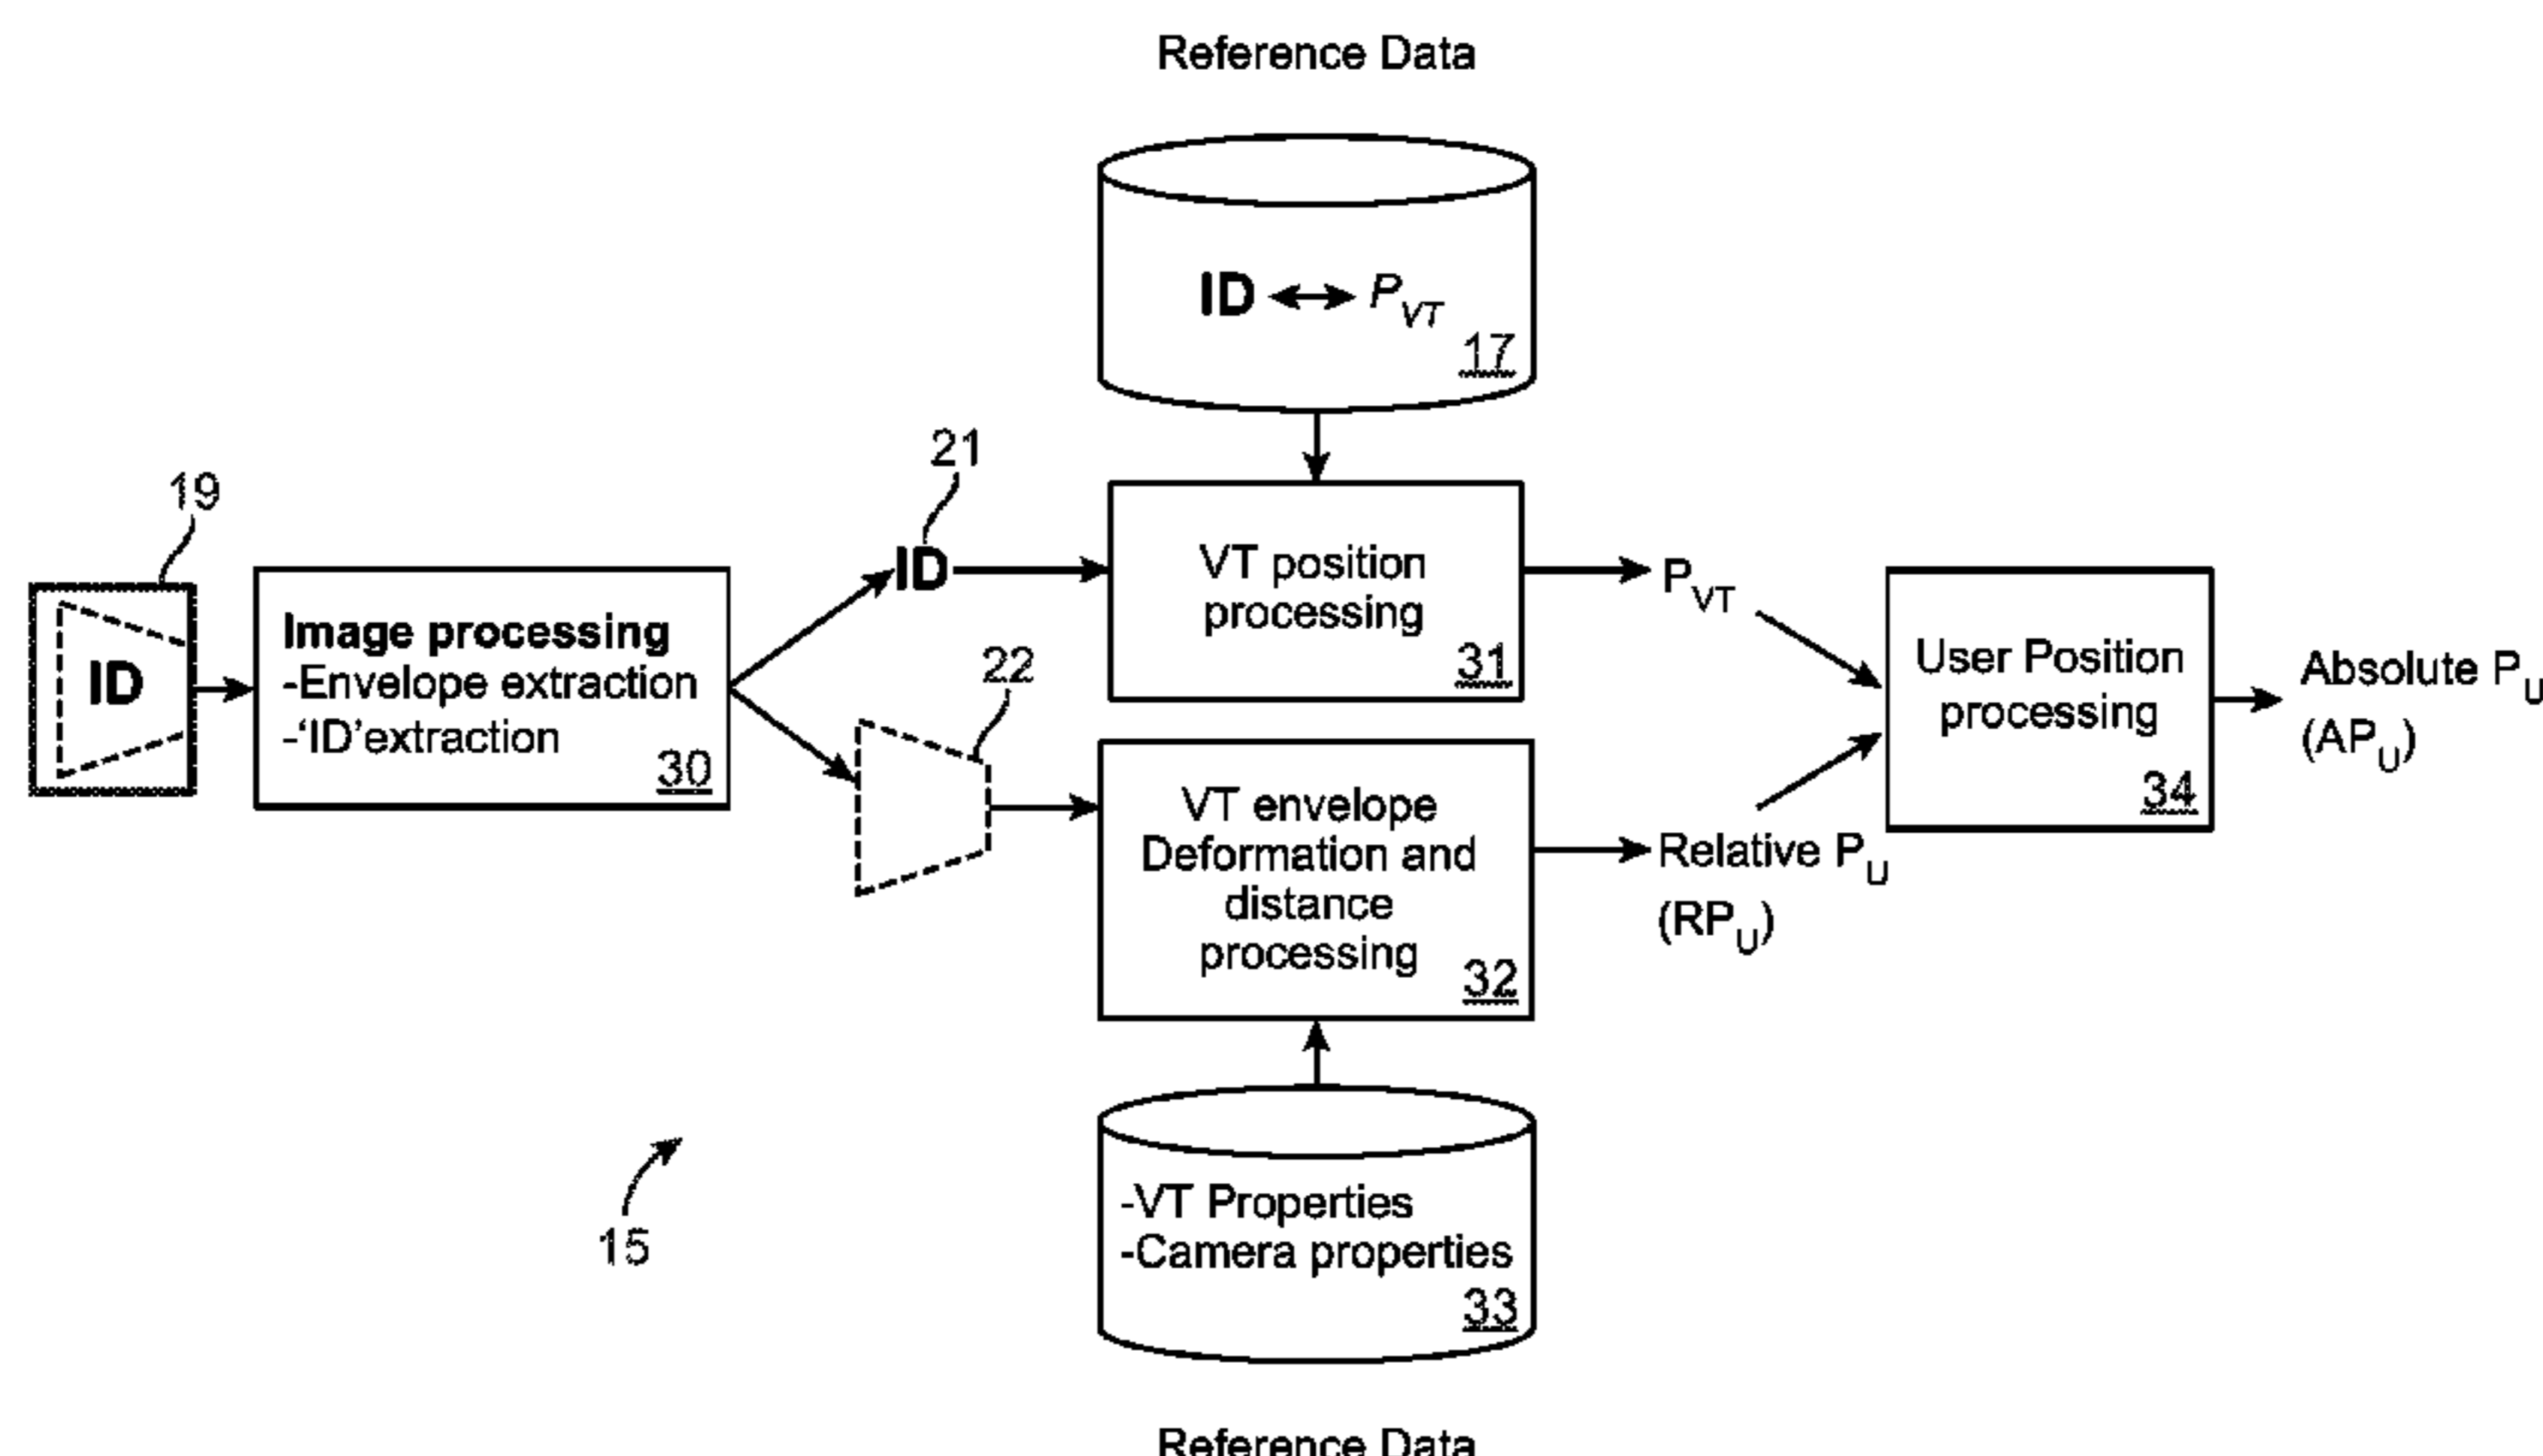 Reference Data
ID ↔ P_VT
17
21
19
ID
Image processing
-Envelope extraction
-‘ID’extraction
30
ID
VT position
processing
31
P_VT
22
VT envelope
Deformation and
distance
processing
32
Relative P_U
(RP_U)
User Position
processing
34
Absolute P_U
(AP_U)
15
-VT Properties
-Camera properties
33
Reference Data